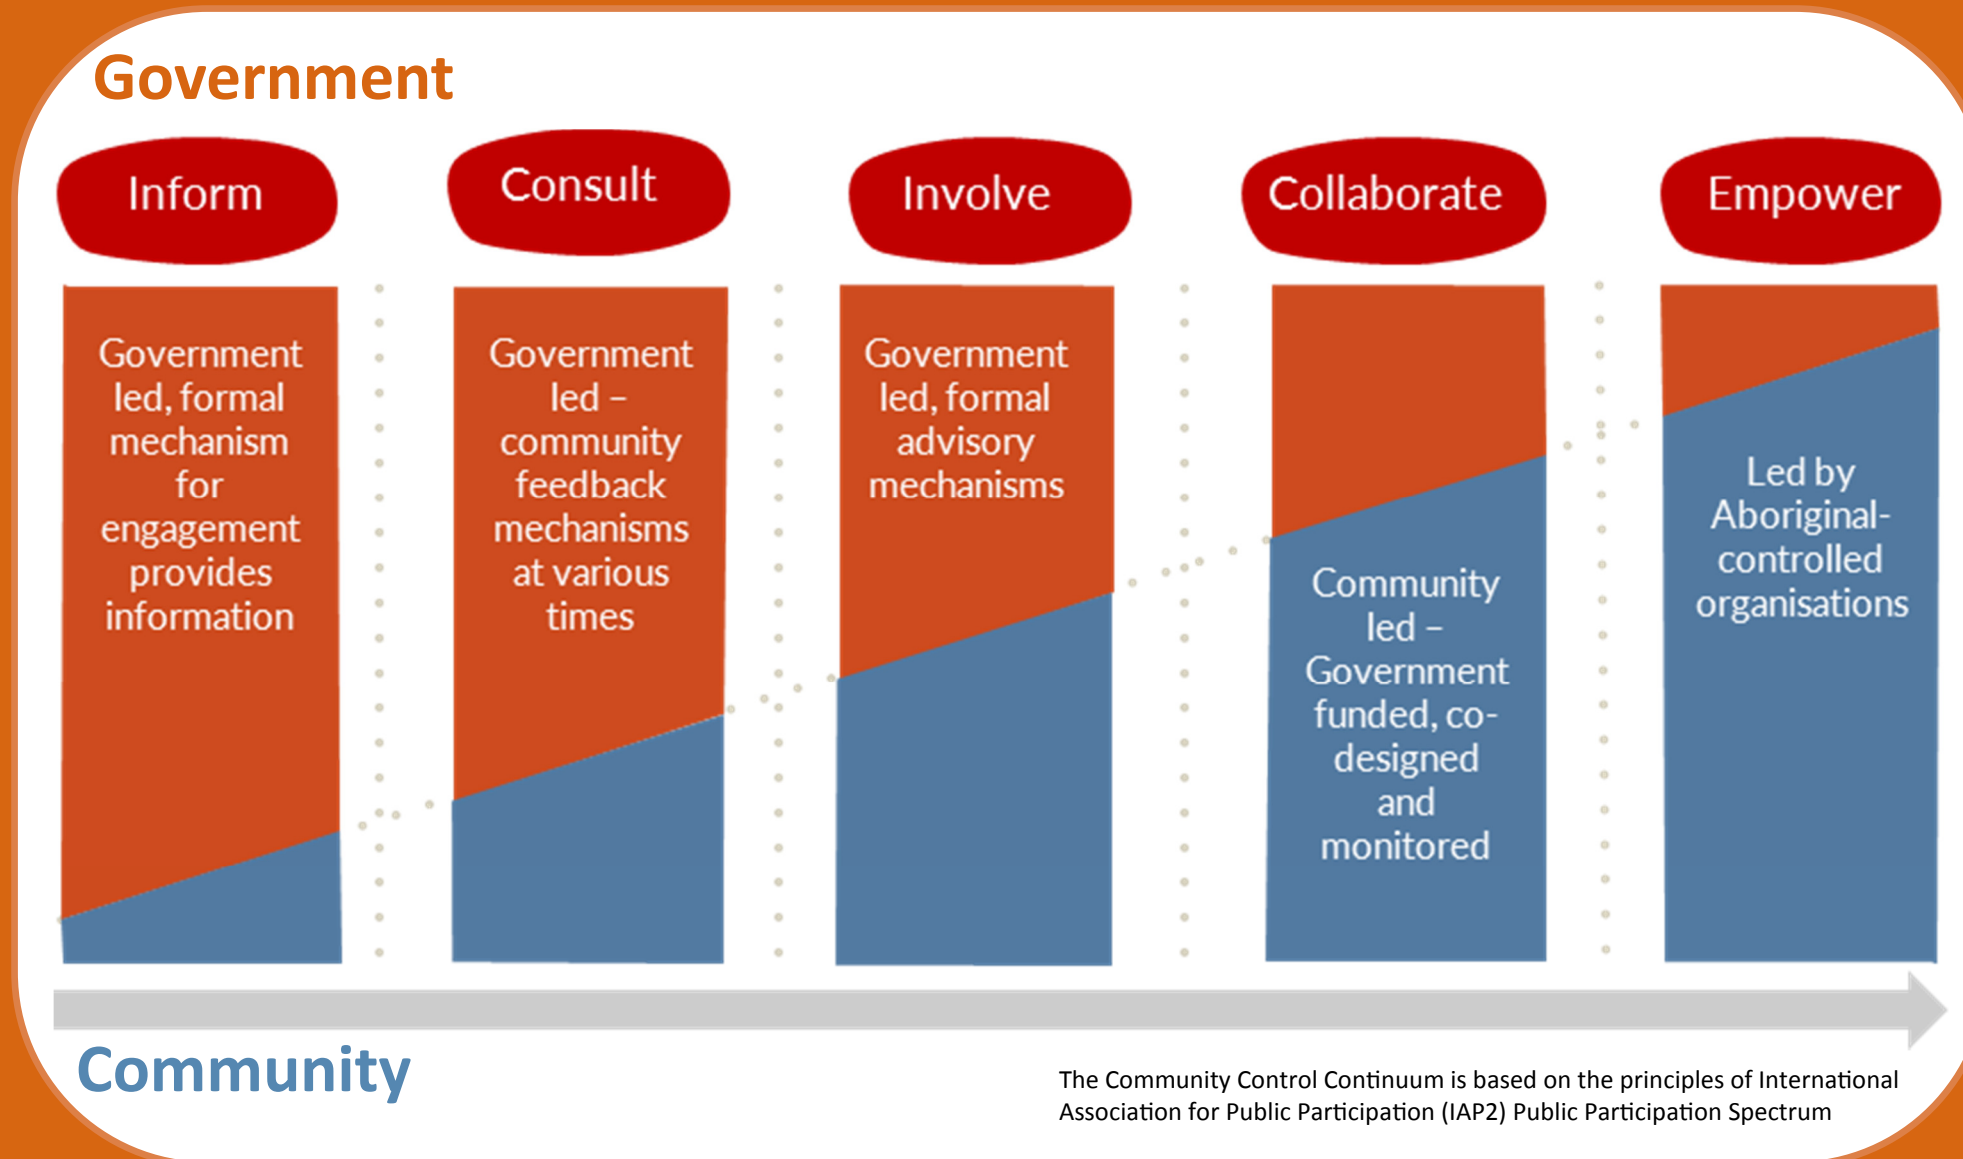 Government
Inform
Consult
Involve
Collaborate
Empower
Government
led, formal
mechanism
for
engagement
provides
information
Government
led –
community
feedback
mechanisms
at various
times
Government
led, formal
advisory
mechanisms
Community
led –
Government
funded, co-
designed
and
monitored
Led by
Aboriginal-
controlled
organisations
Community
The Community Control Continuum is based on the principles of International
Association for Public Participation (IAP2) Public Participation Spectrum